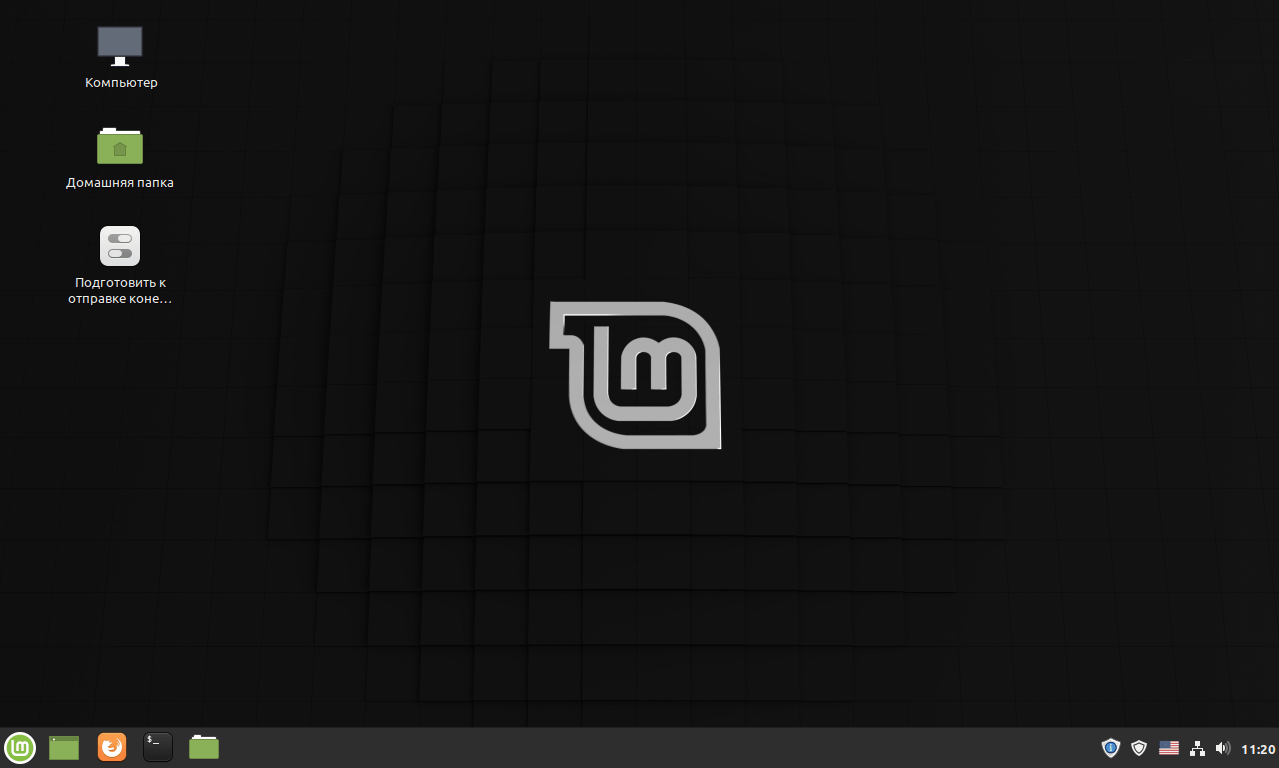 Компьютер
Домашняя папка
Подготовить к
отправке коне...
$_
11:20